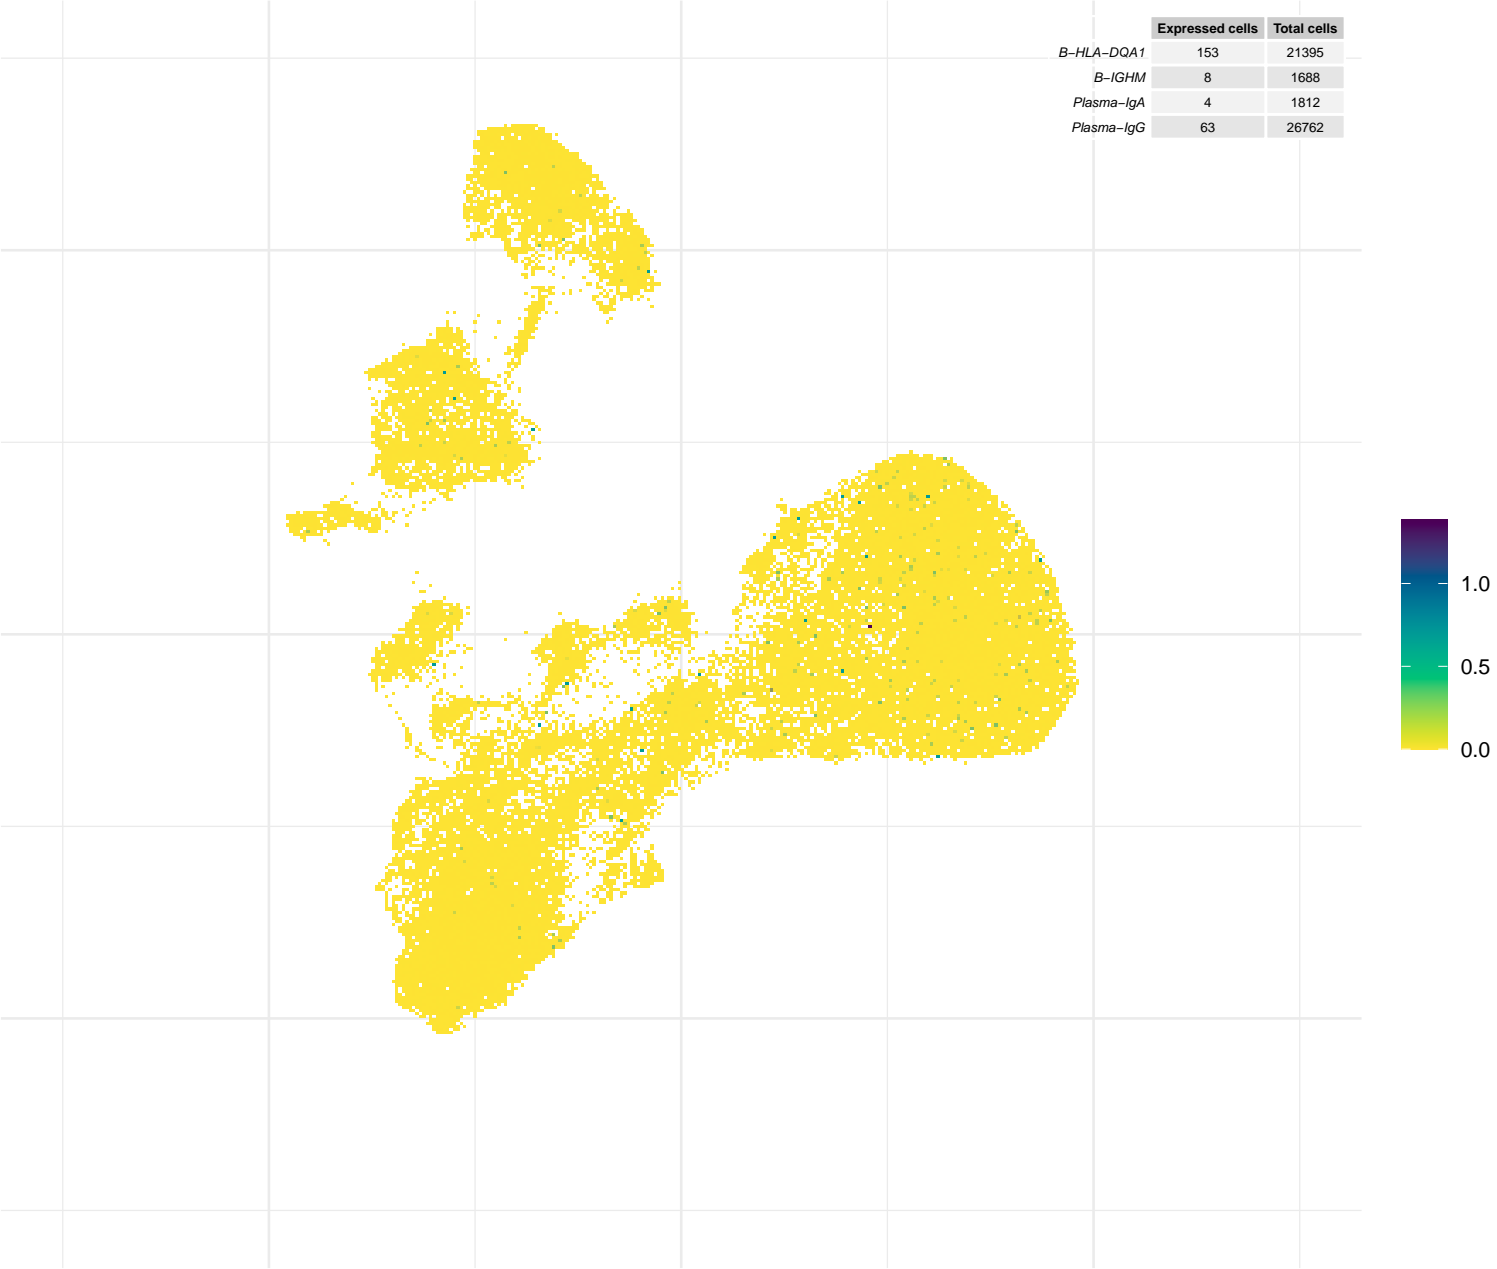 Expressed cells Total cells
B−HLA−DQA1 153 21395
B−IGHM 8 1688
Plasma−IgA 4 1812
Plasma−IgG 63 26762
1.0
0.5
0.0